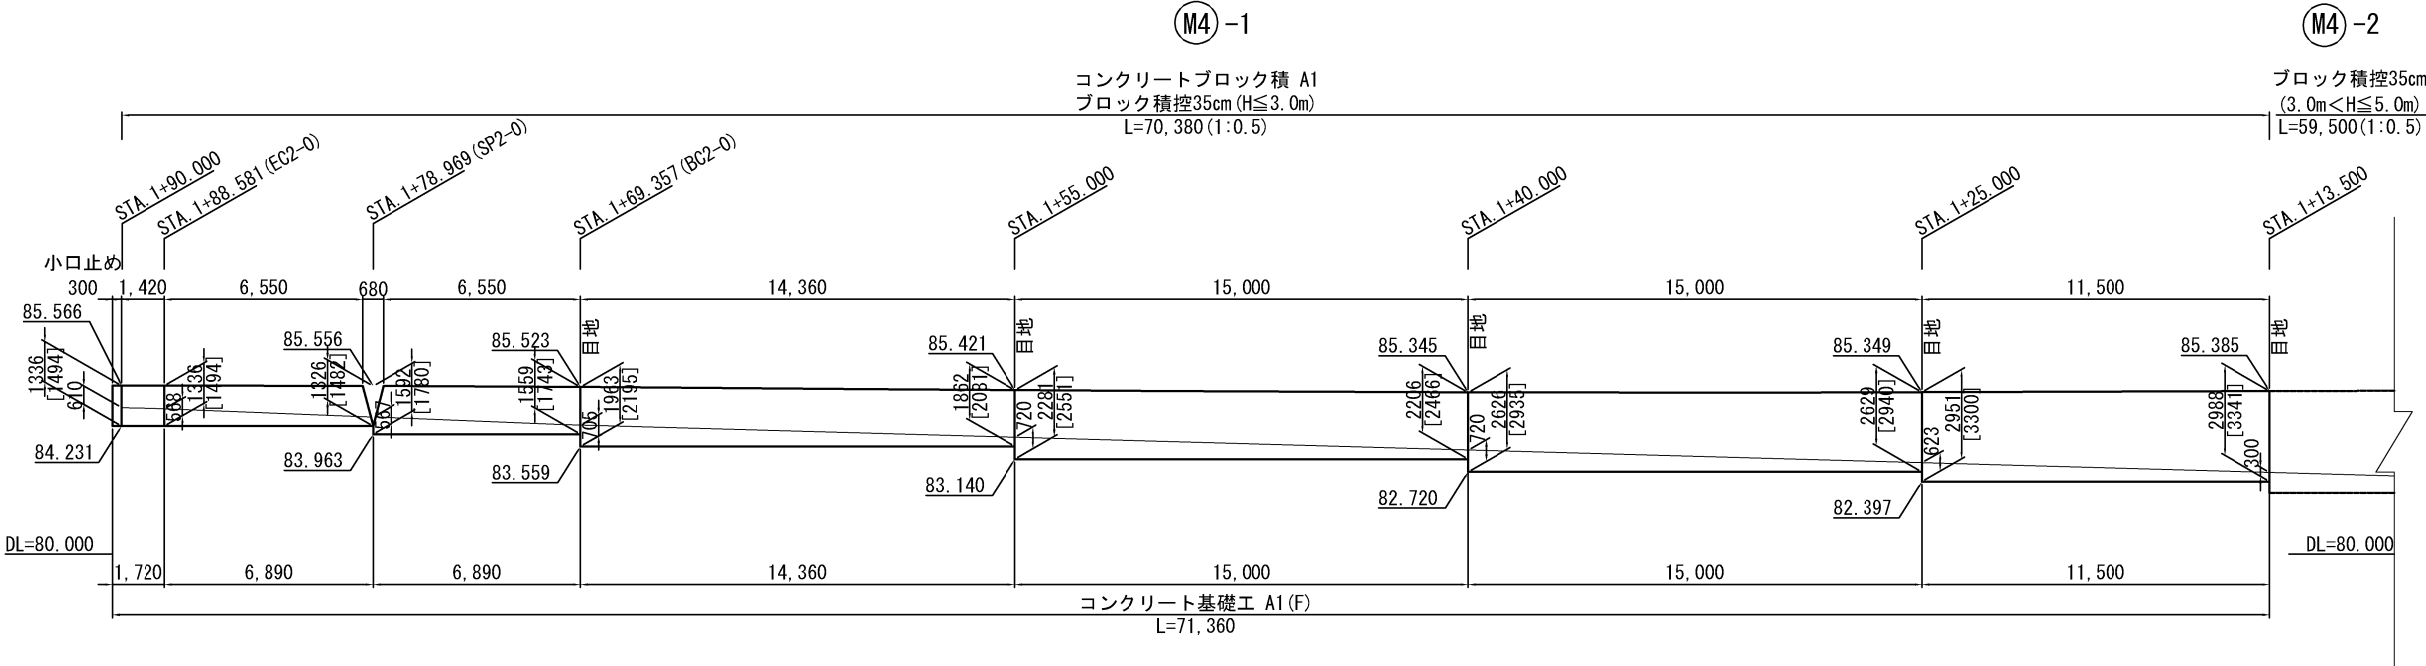 M4 -1
M4 -2
コンクリートブロック積 A1
ブロック積控35cm(H≦3.0m)
L=70,380(1:0.5)
ブロック積控35cm
(3.0m＜H≦5.0m)
L=59,500(1:0.5)
STA.1+90.000
STA.1+88.581(EC2-0)
STA.1+78.969(SP2-0)
STA.1+69.357(BC2-0)
STA.1+55.000
STA.1+40.000
STA.1+25.000
STA.1+13.500
小口止め
300 1,420 6,550 680 6,550 14,360 15,000 15,000 11,500
85.566
85.556
85.523
85.421
85.345
85.349
85.385
目地
目地
目地
目地
目地
1336
[1494]
610
568
1336
[1494]
1326
[1482]
567
1592
[1780]
1559
[1743]
705
1963
[2195]
1862
[2081]
720
2281
[2551]
2206
[2466]
720
2626
[2935]
2629
[2940]
623
2951
[3300]
2988
[3341]
300
84.231
83.963
83.559
83.140
82.720
82.397
DL=80.000
DL=80.000
1,720 6,890 6,890 14,360 15,000 15,000 11,500
コンクリート基礎工 A1(F)
L=71,360